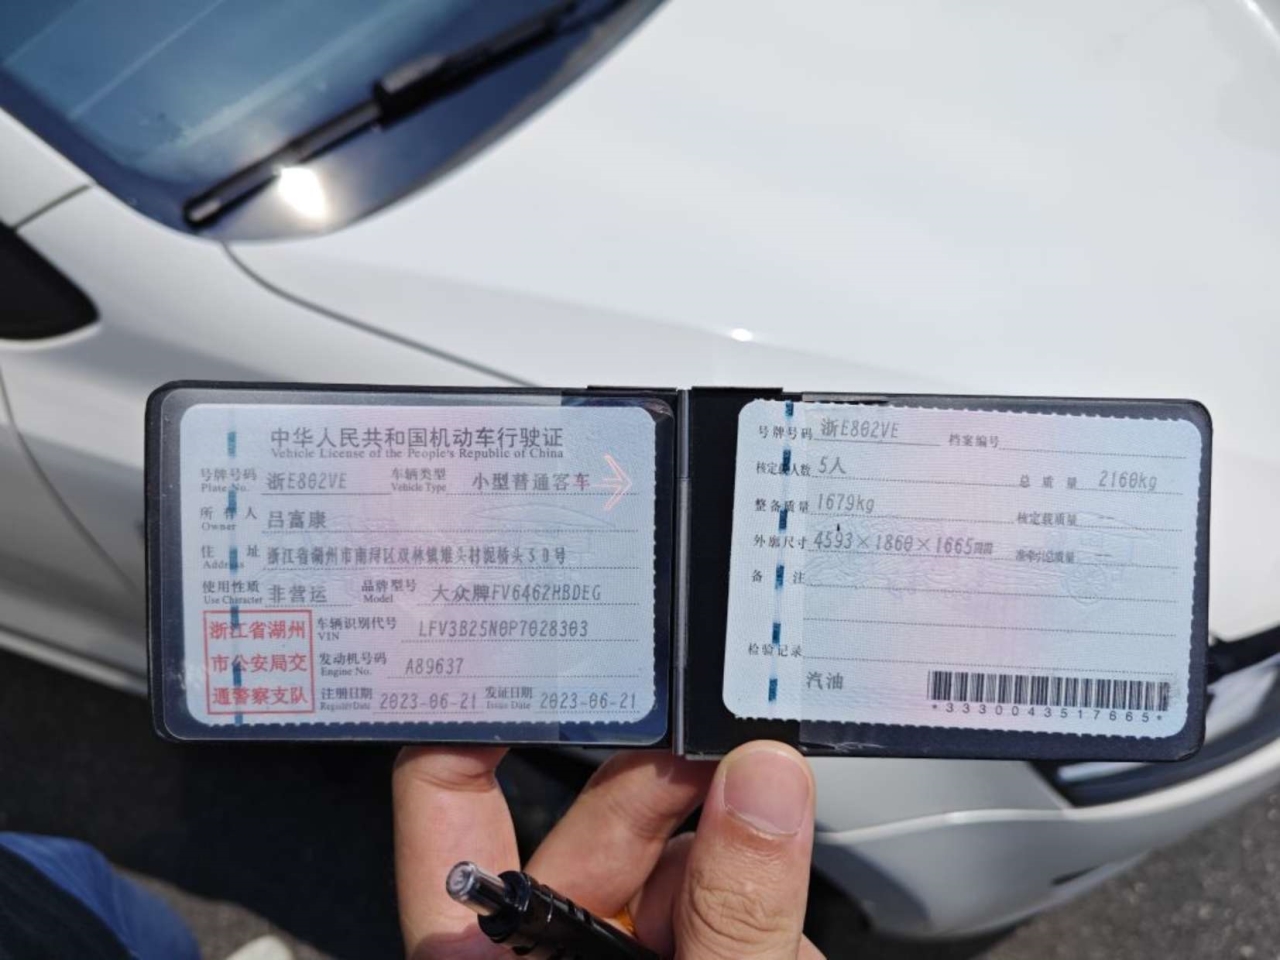 中华人民共和国机动车行驶证
Vehicle License of the People's Republic of China
号牌号码 浙E802VE 车辆类型 小型普通客车
Plate No. Vehicle Type
所有人 吕富康
Owner
住址 浙江省湖州市南浔区双林镇堆头村抳桥头50号
Address
使用性质 非营运 品牌型号 大众牌FV6462HBDEG
Use Character Model
浙江省湖州
市公安局交
通警察支队
车辆识别代号 LFV3B25N0P7028303
VIN
发动机号码 A89637
Engine No.
注册日期 2023-06-21 发证日期 2023-06-21
Register Date Issue Date
号牌号码 浙E802VE 档案编号
核定载人数 5人 总质量 2160kg
整备质量 1679kg 核定载质量 --
外廓尺寸 4593×1860×1665mm 准牵引总质量 --
备注
检验记录
汽油
*3330043517665*